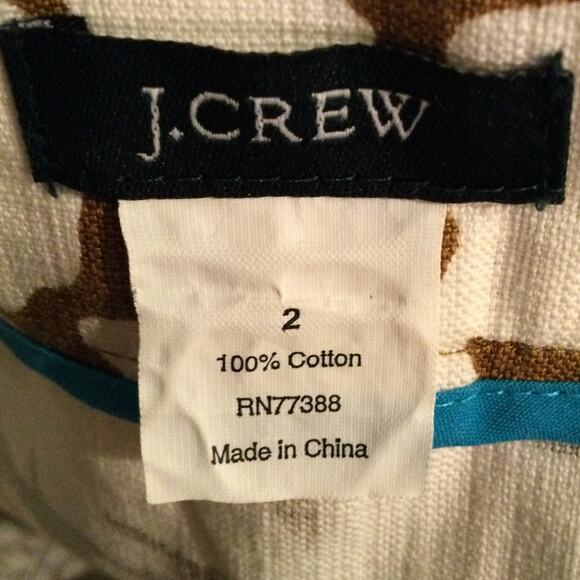 J.CREW
2
100% Cotton
RN77388
Made in China